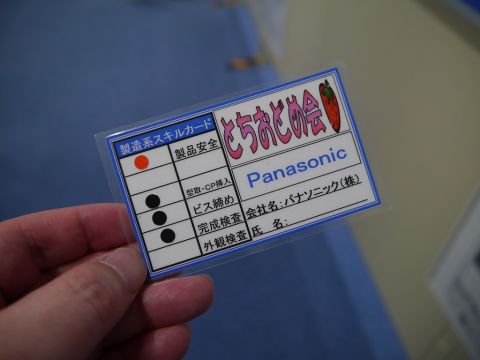 製造系スキルカード
製品安全
型取・CP挿入
ビス締め
完成検査
外観検査
とちおとめ会
Panasonic
会社名:パナソニック(株)
氏 名: